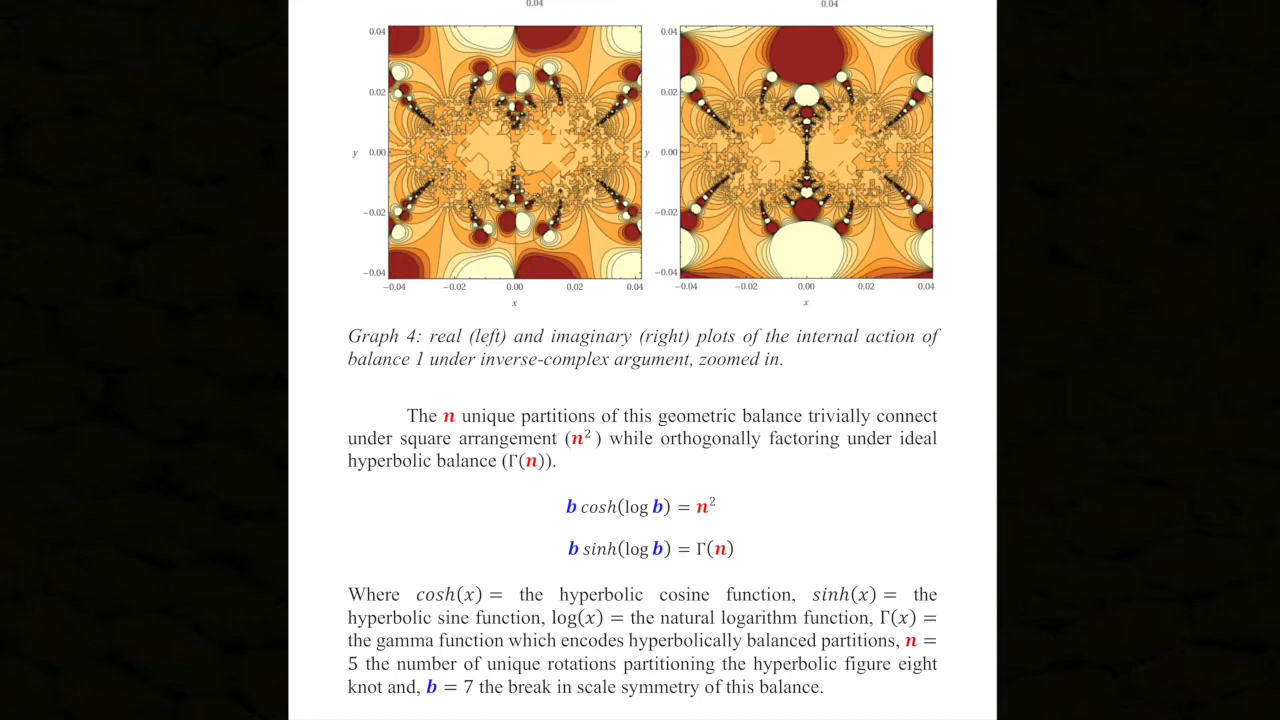 0.04 0.04
0.04 0.04
0.02 0.02
y 0.00 y 0.00
−0.02 −0.02
−0.04 −0.04
−0.04 −0.02 0.00 0.02 0.04 −0.04 −0.02 0.00 0.02 0.04
x x
Graph 4: real (left) and imaginary (right) plots of the internal action of
balance 1 under inverse-complex argument, zoomed in.
The n unique partitions of this geometric balance trivially connect
under square arrangement (n²) while orthogonally factoring under ideal
hyperbolic balance (Γ(n)).
b cosh(log b) = n²
b sinh(log b) = Γ(n)
Where cosh(x) = the hyperbolic cosine function, sinh(x) = the
hyperbolic sine function, log(x) = the natural logarithm function, Γ(x) =
the gamma function which encodes hyperbolically balanced partitions, n =
5 the number of unique rotations partitioning the hyperbolic figure eight
knot and, b = 7 the break in scale symmetry of this balance.